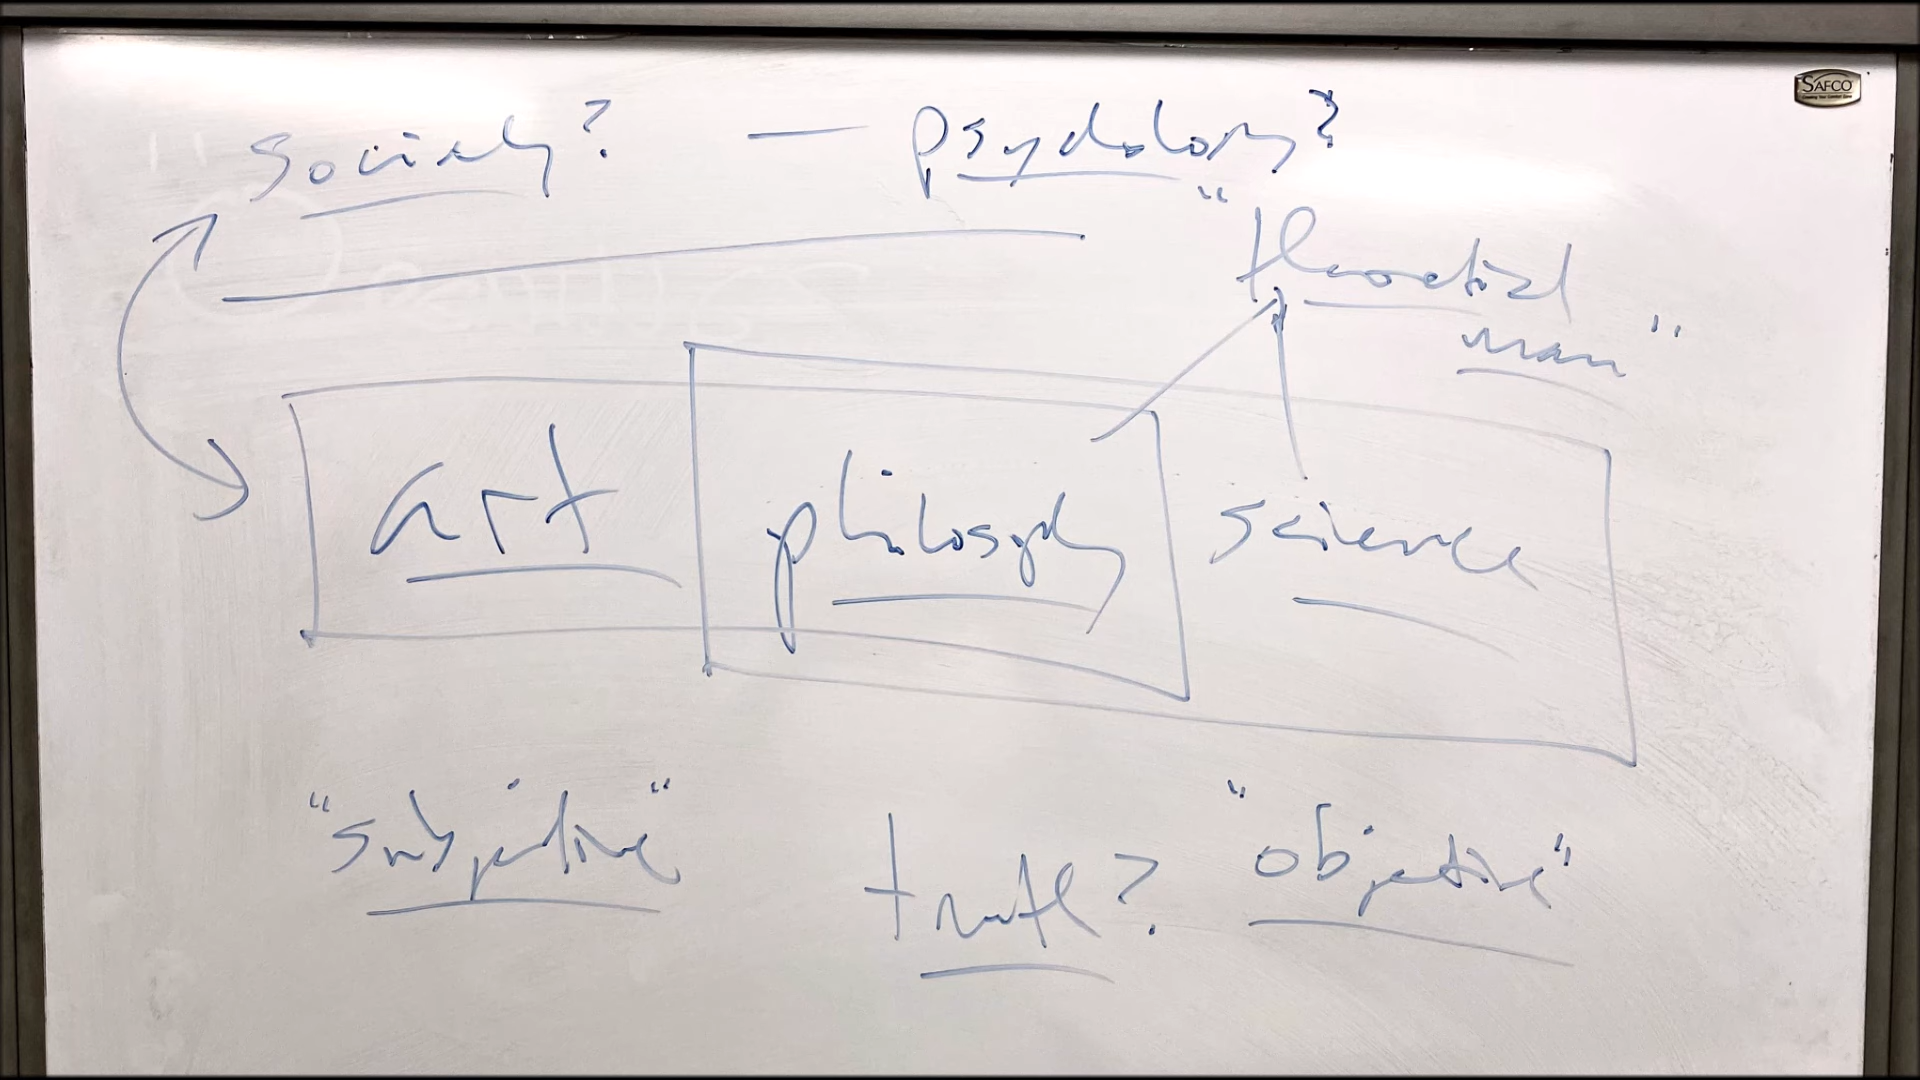 SAFCO
society? — psychology?
"theoretical
man"
art philosophy science
"subjective" truth? "objective"